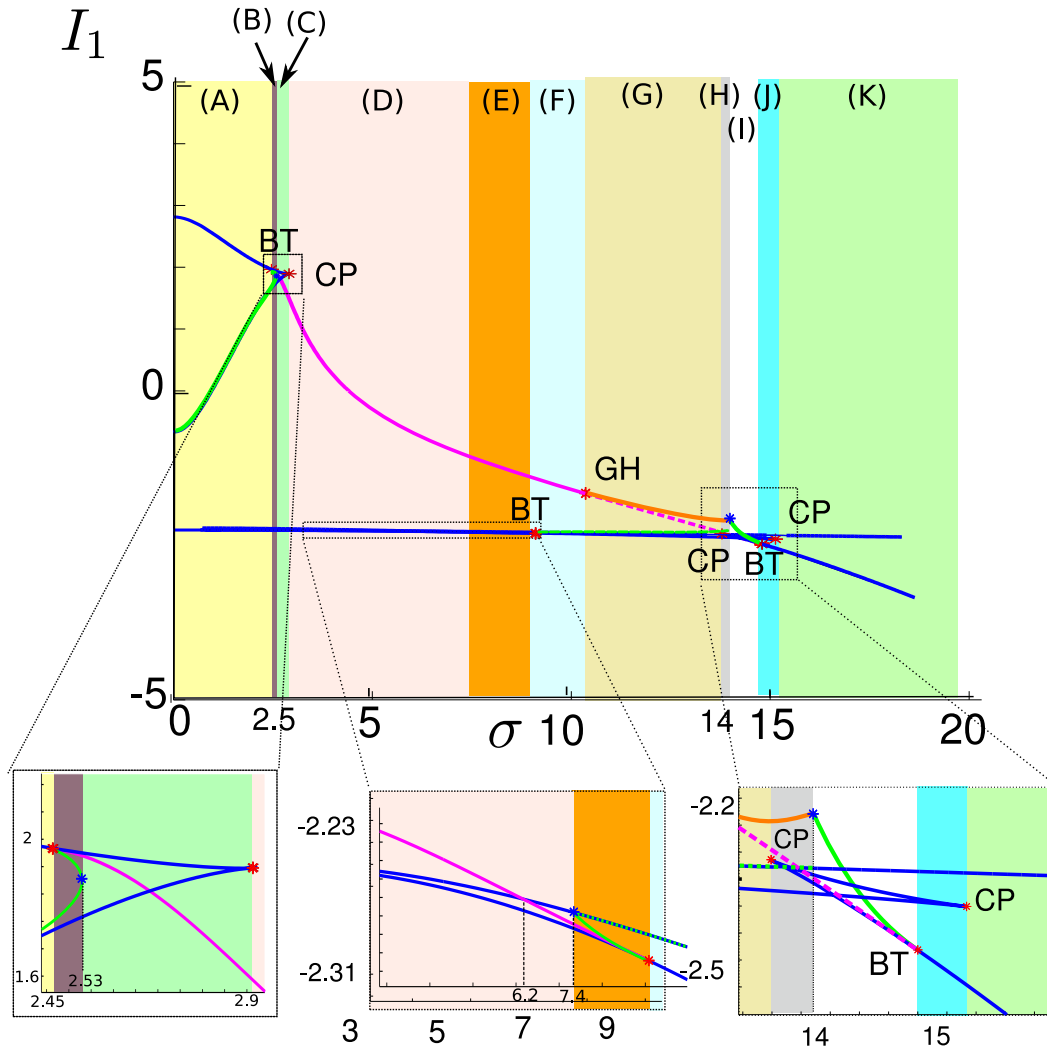 I₁
(B)
(C)
5
(A)
(D)
(E)
(F)
(G)
(H)
(J)
(K)
(I)
BT
CP
0
GH
BT
CP
CP
BT
-5
0
2.5
5
σ
10
14
15
20
2
1.6
2.53
2.45
2.9
-2.23
-2.31
6.2
7.4
3
5
7
9
-2.2
CP
CP
BT
-2.5
14
15